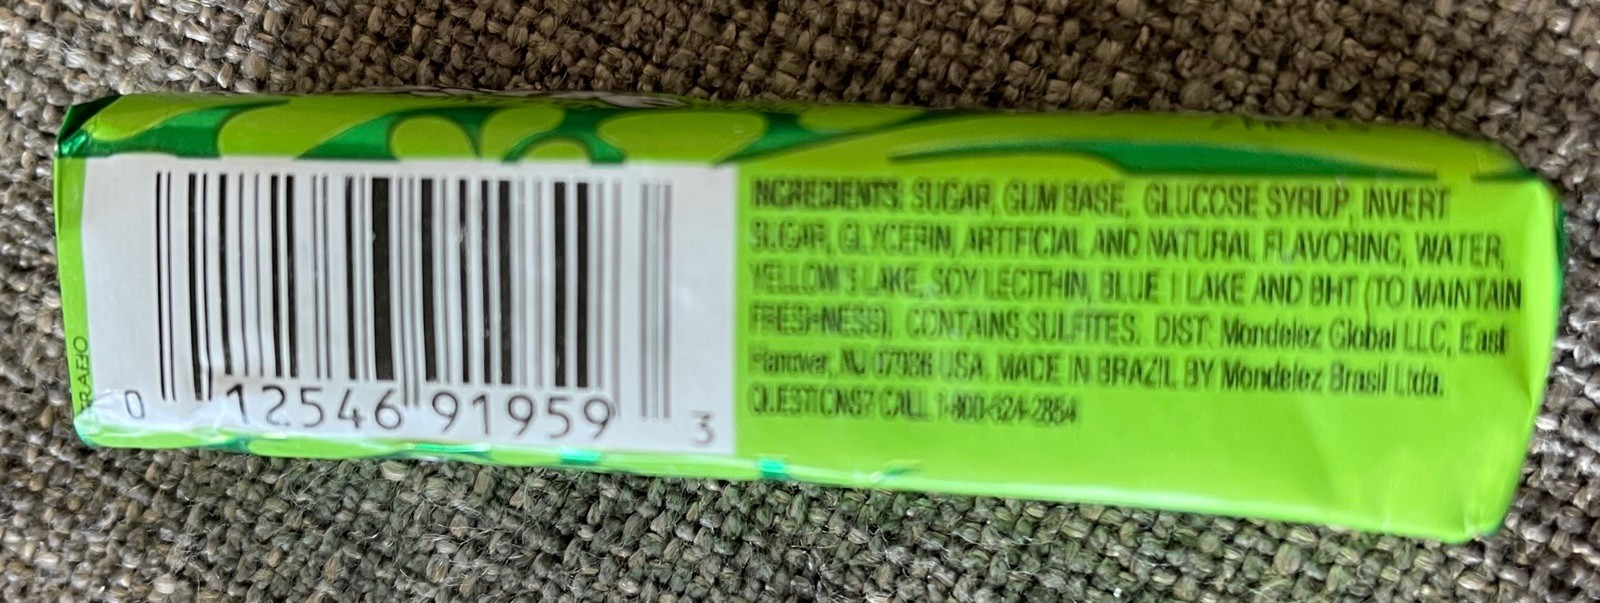 INGREDIENTS: SUGAR, GUM BASE, GLUCOSE SYRUP, INVERT
SUGAR, GLYCERIN, ARTIFICIAL AND NATURAL FLAVORING, WATER,
YELLOW 5 LAKE, SOY LECITHIN, BLUE 1 LAKE AND BHT (TO MAINTAIN
FRESHNESS). CONTAINS SULFITES. DIST: Mondelez Global LLC, East
Hanover, NJ 07936 USA. MADE IN BRAZIL BY Mondelez Brasil Ltda.
QUESTIONS? CALL 1-800-524-2854
0 12546 91959 3